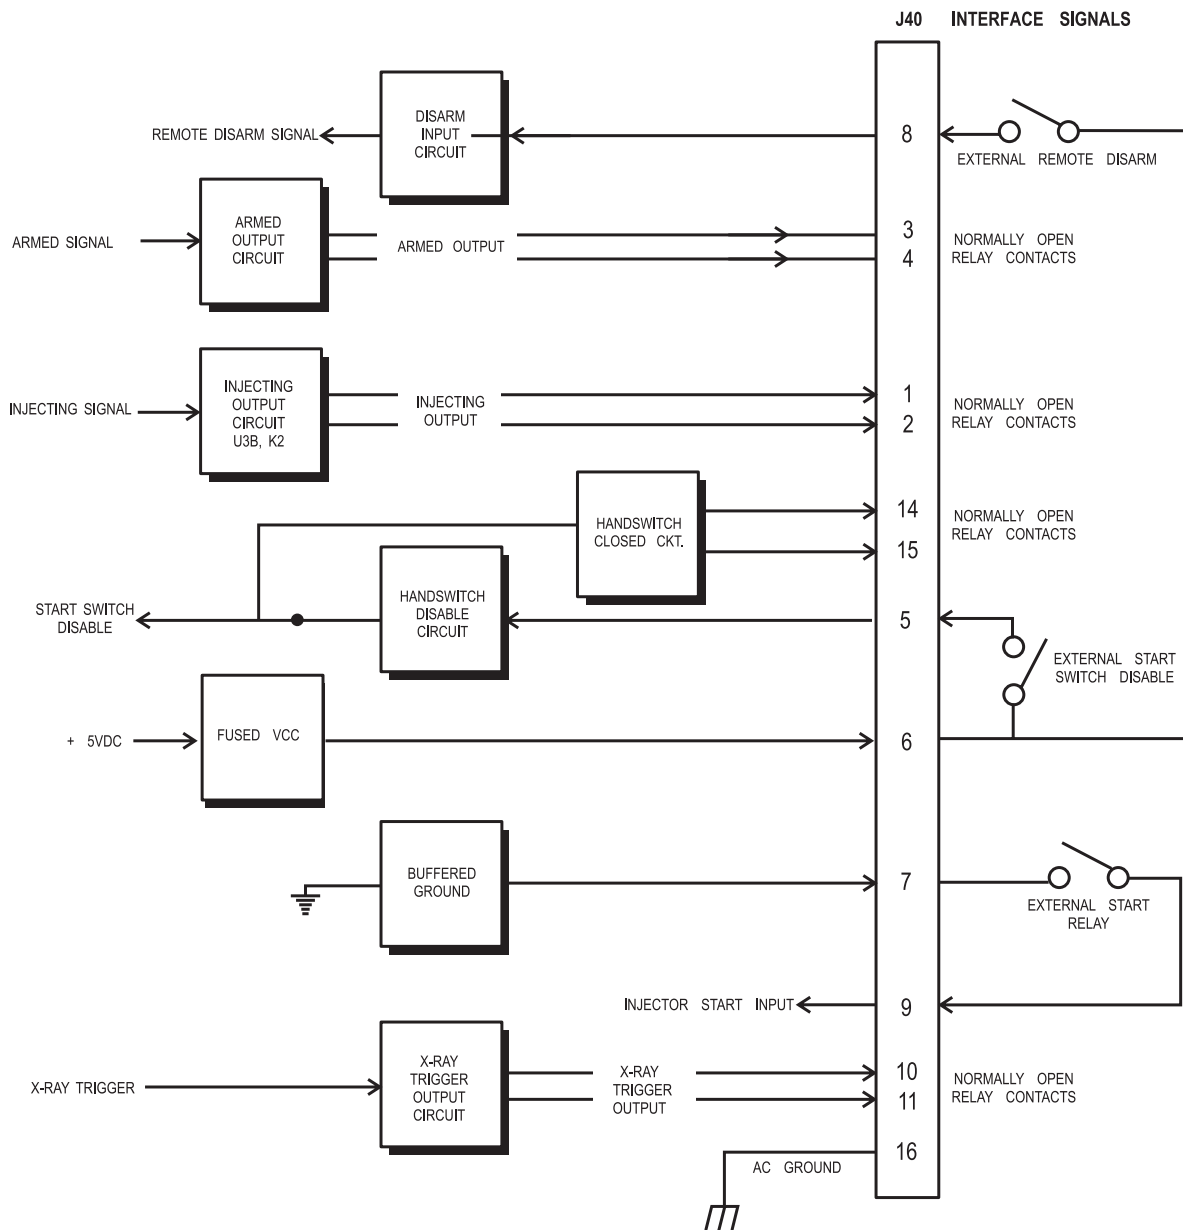 J40 INTERFACE SIGNALS
REMOTE DISARM SIGNAL
DISARM
INPUT
CIRCUIT
8
EXTERNAL REMOTE DISARM
ARMED SIGNAL
ARMED
OUTPUT
CIRCUIT
ARMED OUTPUT
3
4
NORMALLY OPEN
RELAY CONTACTS
INJECTING SIGNAL
INJECTING
OUTPUT
CIRCUIT
U3B, K2
INJECTING
OUTPUT
1
2
NORMALLY OPEN
RELAY CONTACTS
HANDSWITCH
CLOSED CKT.
14
15
NORMALLY OPEN
RELAY CONTACTS
START SWITCH
DISABLE
HANDSWITCH
DISABLE
CIRCUIT
5
EXTERNAL START
SWITCH DISABLE
+ 5VDC
FUSED VCC
6
BUFFERED
GROUND
7
EXTERNAL START
RELAY
INJECTOR START INPUT
9
X-RAY TRIGGER
X-RAY
TRIGGER
OUTPUT
CIRCUIT
X-RAY
TRIGGER
OUTPUT
10
11
NORMALLY OPEN
RELAY CONTACTS
AC GROUND
16